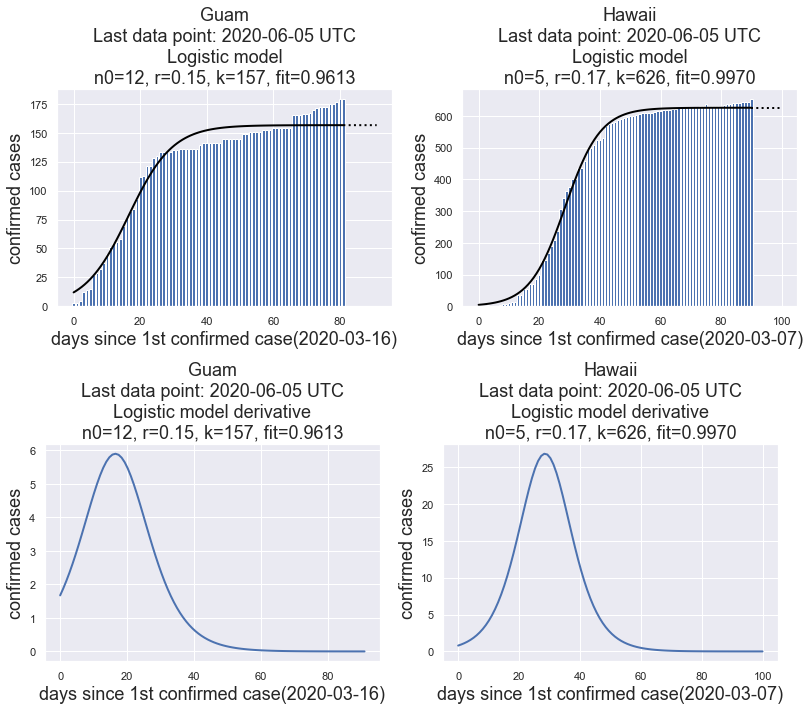 Guam
Last data point: 2020-06-05 UTC
Logistic model
n0=12, r=0.15, k=157, fit=0.9613
confirmed cases
175
150
125
100
75
50
25
0
0 20 40 60 80
days since 1st confirmed case(2020-03-16)
Hawaii
Last data point: 2020-06-05 UTC
Logistic model
n0=5, r=0.17, k=626, fit=0.9970
confirmed cases
600
500
400
300
200
100
0
0 20 40 60 80 100
days since 1st confirmed case(2020-03-07)
Guam
Last data point: 2020-06-05 UTC
Logistic model derivative
n0=12, r=0.15, k=157, fit=0.9613
confirmed cases
6
5
4
3
2
1
0
0 20 40 60 80
days since 1st confirmed case(2020-03-16)
Hawaii
Last data point: 2020-06-05 UTC
Logistic model derivative
n0=5, r=0.17, k=626, fit=0.9970
confirmed cases
25
20
15
10
5
0
0 20 40 60 80 100
days since 1st confirmed case(2020-03-07)